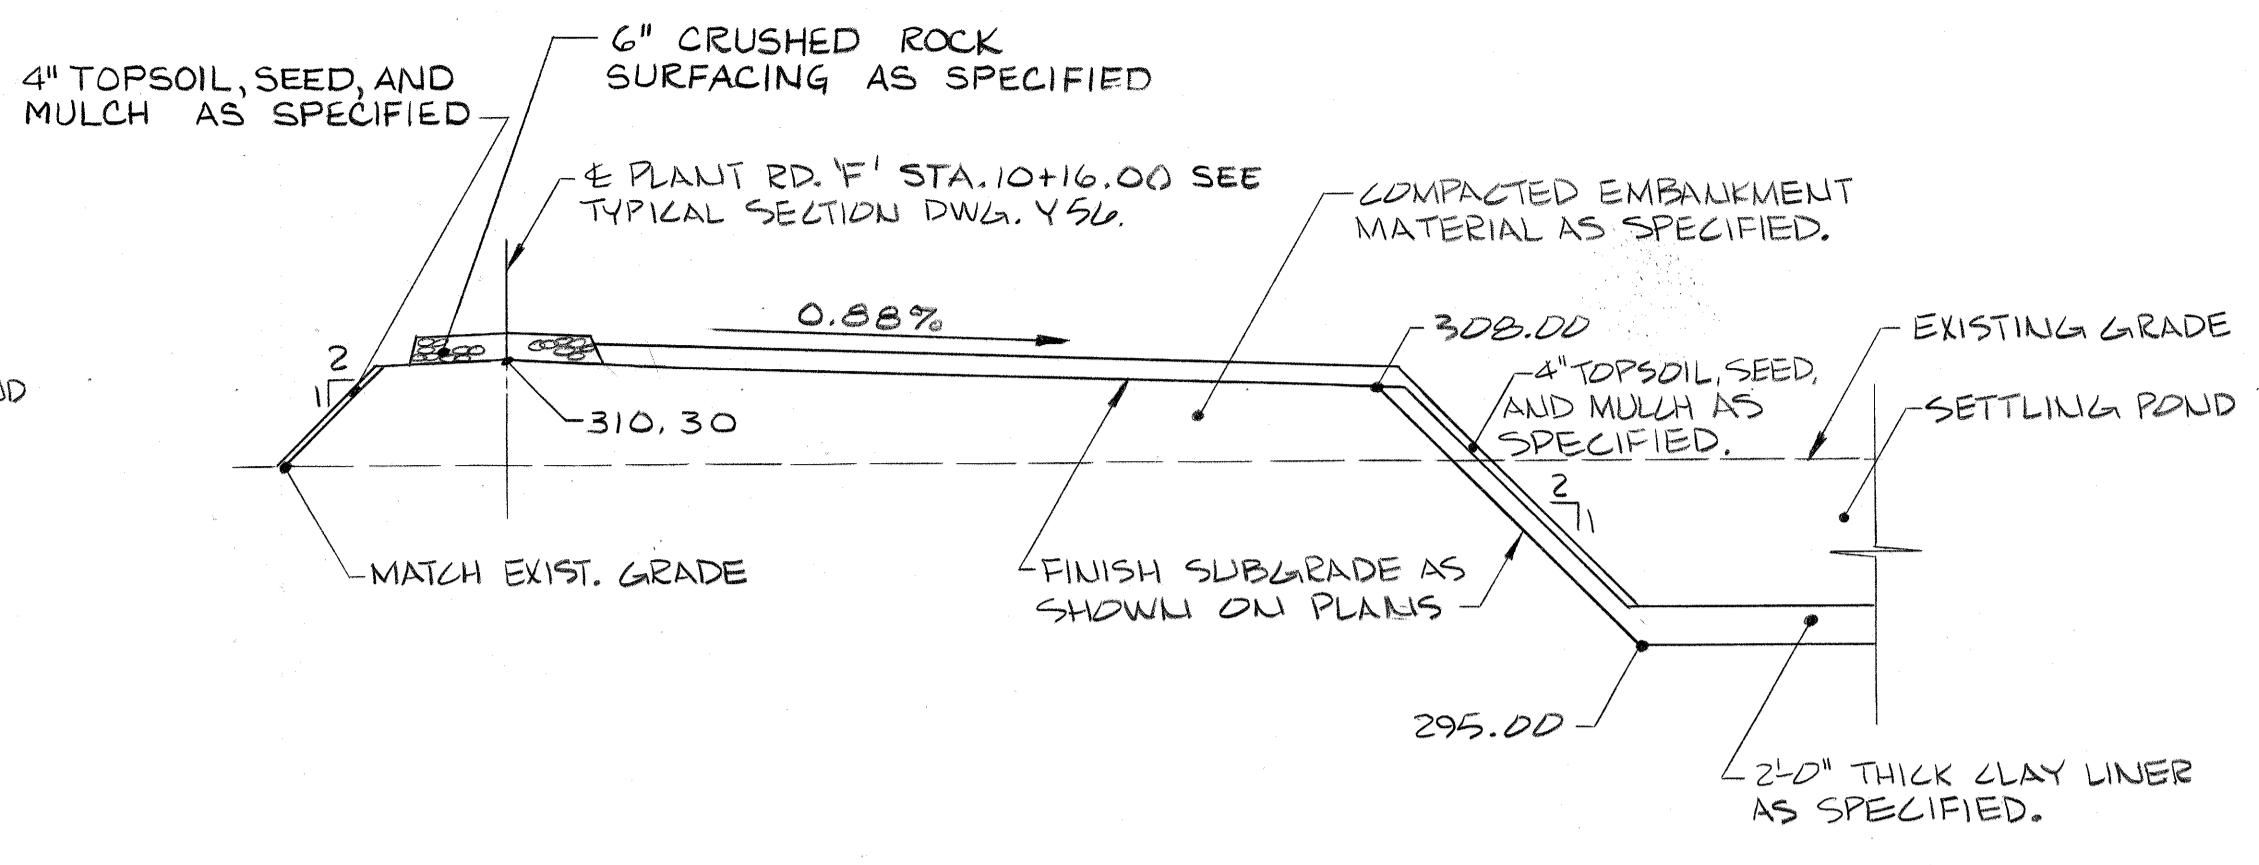 6" CRUSHED ROCK
SURFACING AS SPECIFIED
4" TOPSOIL, SEED, AND
MULCH AS SPECIFIED
℄ PLANT RD. 'F' STA. 10+16.00 SEE
TYPICAL SECTION DWG. Y56.
COMPACTED EMBANKMENT
MATERIAL AS SPECIFIED.
0.88%
308.00
EXISTING GRADE
2
1
4" TOPSOIL, SEED,
AND MULCH AS
SPECIFIED.
SETTLING POND
310.30
2
1
MATCH EXIST. GRADE
FINISH SUBGRADE AS
SHOWN ON PLANS
295.00
2'-0" THICK CLAY LINER
AS SPECIFIED.